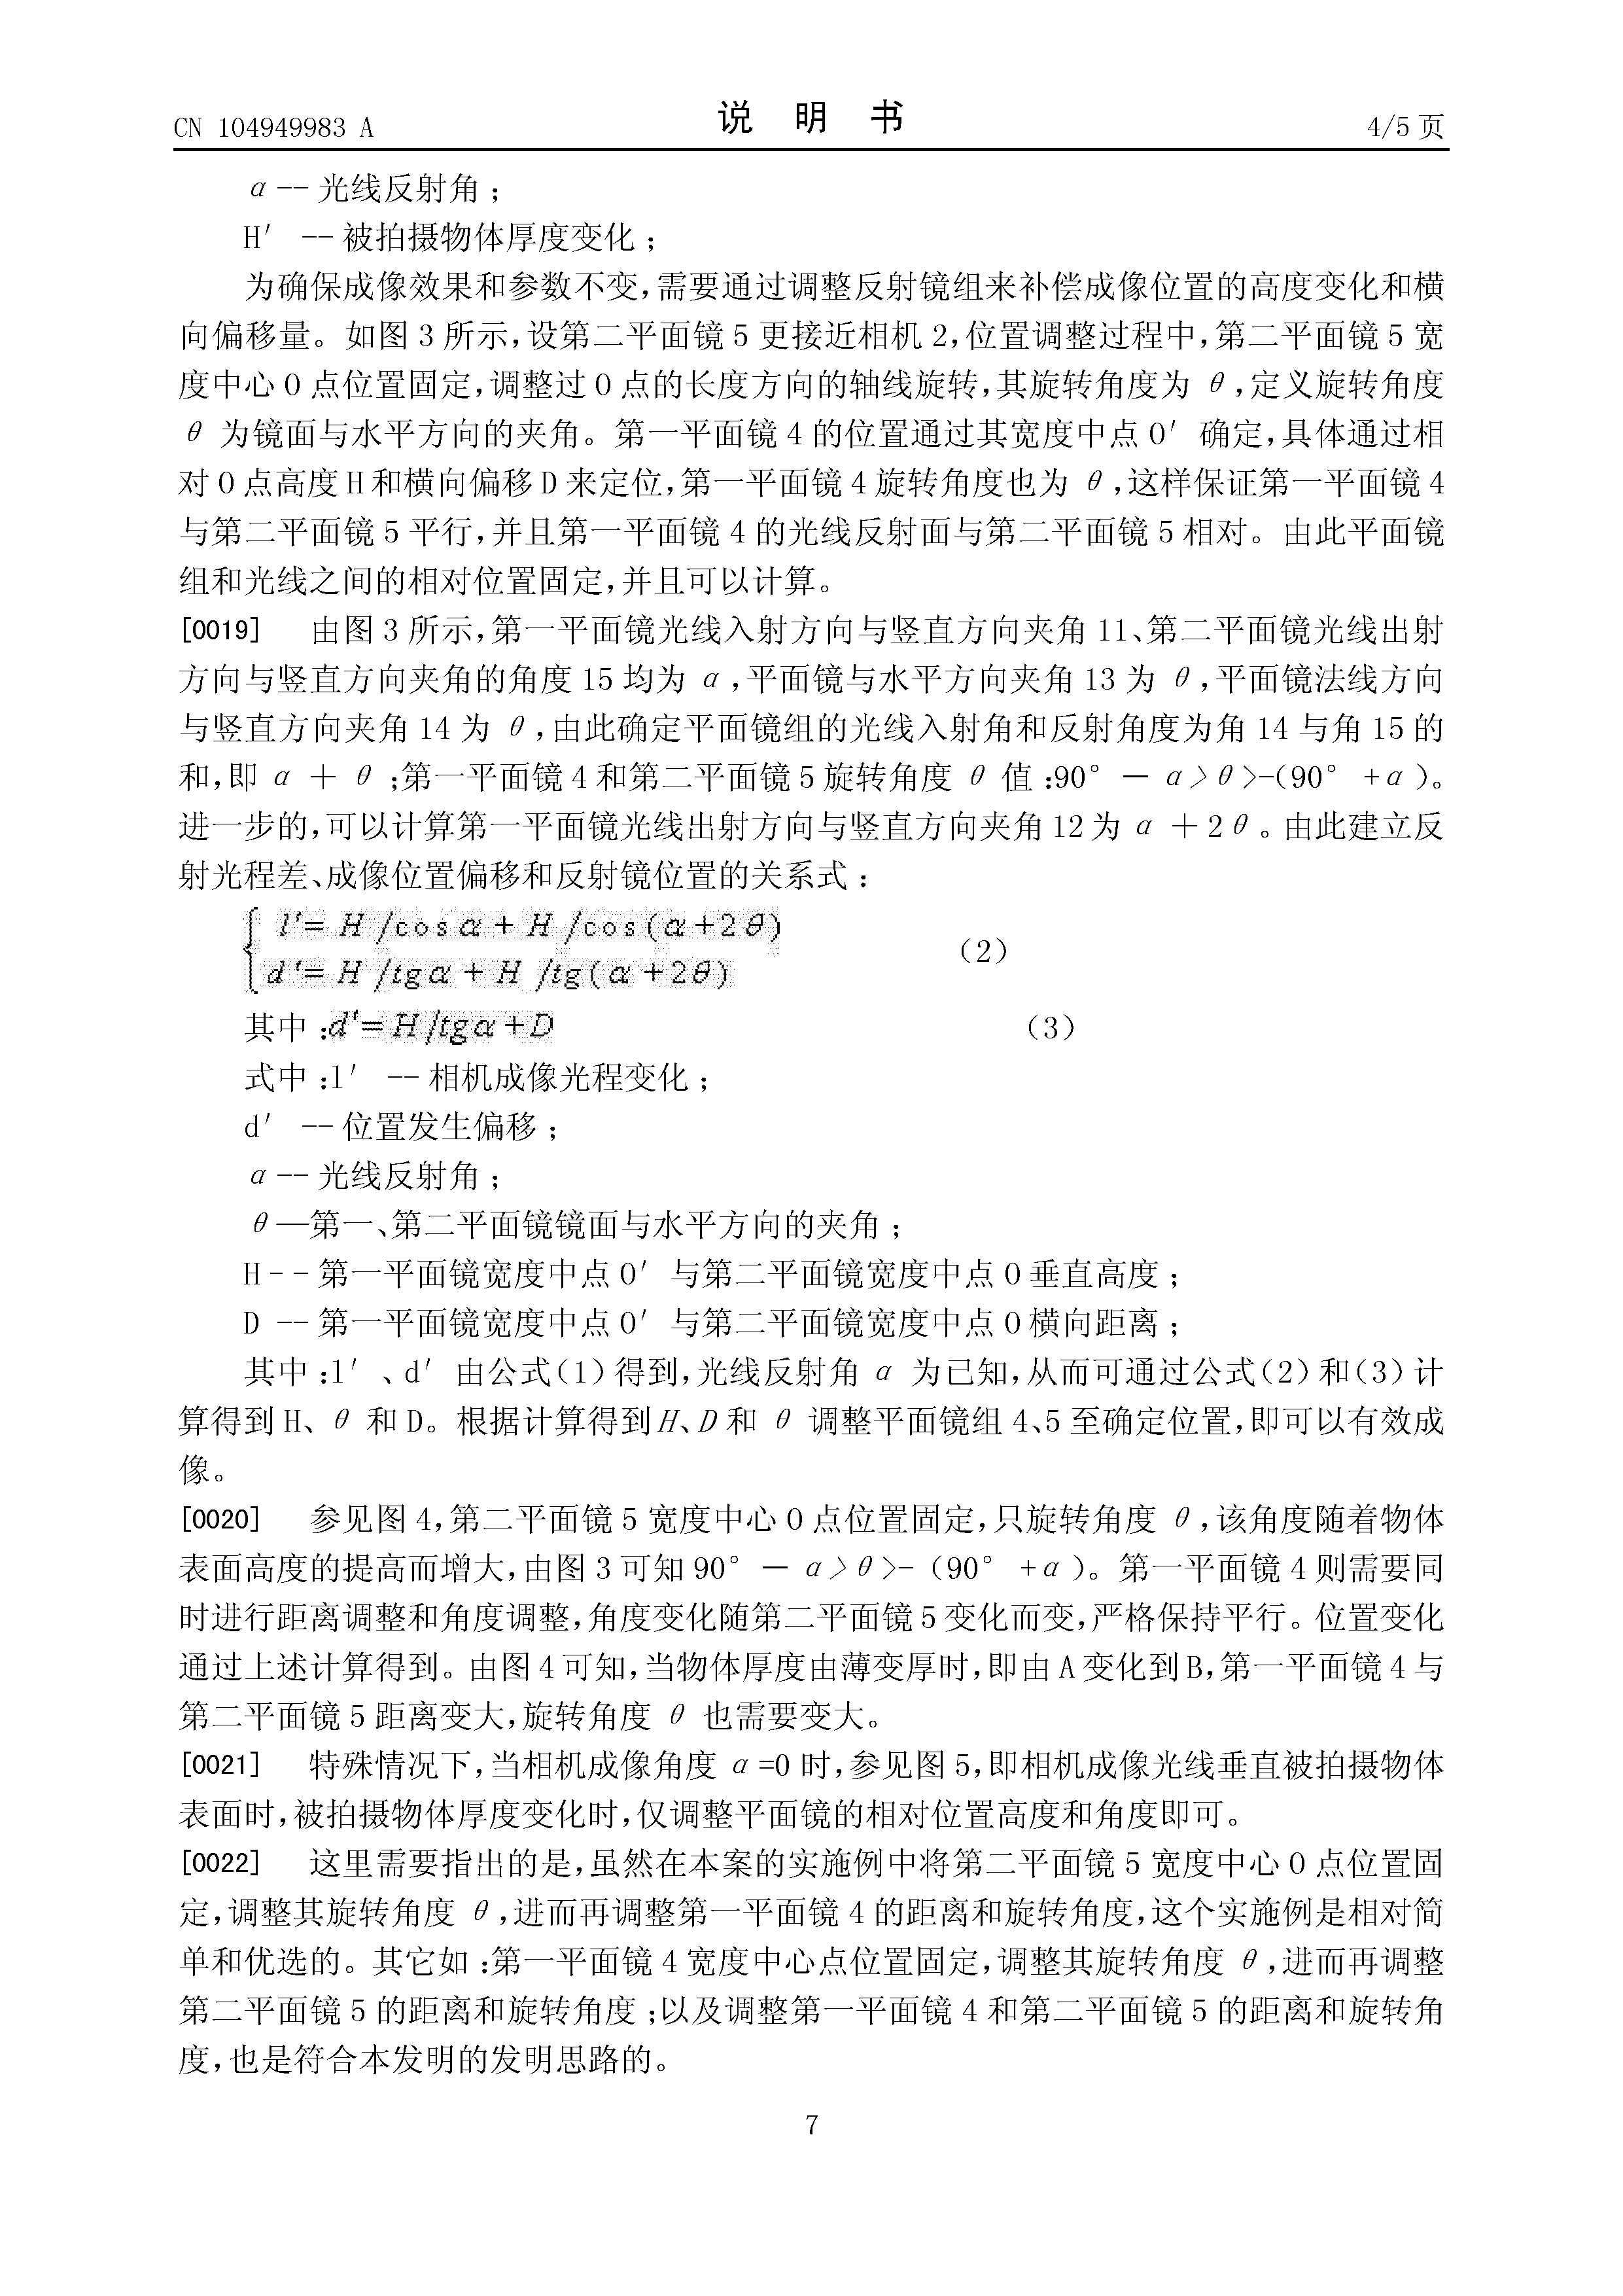 CN 104949983 A
说 明 书
4/5 页
α -- 光线反射角；
H′ -- 被拍摄物体厚度变化；
为确保成像效果和参数不变，需要通过调整反射镜组来补偿成像位置的高度变化和横
向偏移量。如图 3 所示，设第二平面镜 5 更接近相机 2，位置调整过程中，第二平面镜 5 宽
度中心 O 点位置固定，调整过 O 点的长度方向的轴线旋转，其旋转角度为 θ，定义旋转角度
θ 为镜面与水平方向的夹角。第一平面镜 4 的位置通过其宽度中点 O′ 确定，具体通过相
对 O 点高度 H 和横向偏移 D 来定位，第一平面镜 4 旋转角度也为 θ，这样保证第一平面镜 4
与第二平面镜 5 平行，并且第一平面镜 4 的光线反射面与第二平面镜 5 相对。由此平面镜
组和光线之间的相对位置固定，并且可以计算。
[0019] 由图 3 所示，第一平面镜光线入射方向与竖直方向夹角 11、第二平面镜光线出射
方向与竖直方向夹角的角度 15 均为 α，平面镜与水平方向夹角 13 为 θ，平面镜法线方向
与竖直方向夹角 14 为 θ，由此确定平面镜组的光线入射角和反射角度为角 14 与角 15 的
和，即 α ＋ θ；第一平面镜 4 和第二平面镜 5 旋转角度 θ 值：90° － α>θ>-(90° +α)。
进一步的，可以计算第一平面镜光线出射方向与竖直方向夹角 12 为 α ＋ 2θ。由此建立反
射光程差、成像位置偏移和反射镜位置的关系式：
l'= H /cos α + H /cos(α+2θ)
(2)
d'= H /tg α + H /tg(α+2θ)
其中：d'= H/tgα+D (3)
式中：l′ -- 相机成像光程变化；
d′ -- 位置发生偏移；
α -- 光线反射角；
θ—第一、第二平面镜镜面与水平方向的夹角；
H -- 第一平面镜宽度中点 O′ 与第二平面镜宽度中点 O 垂直高度；
D -- 第一平面镜宽度中点 O′ 与第二平面镜宽度中点 O 横向距离；
其中：l′、d′ 由公式(1)得到，光线反射角 α 为已知，从而可通过公式(2)和(3)计
算得到 H、θ 和 D。根据计算得到 H、D 和 θ 调整平面镜组 4、5 至确定位置，即可以有效成
像。
[0020] 参见图 4，第二平面镜 5 宽度中心 O 点位置固定，只旋转角度 θ，该角度随着物体
表面高度的提高而增大，由图 3 可知 90° － α>θ>-（90° +α）。第一平面镜 4 则需要同
时进行距离调整和角度调整，角度变化随第二平面镜 5 变化而变，严格保持平行。位置变化
通过上述计算得到。由图 4 可知，当物体厚度由薄变厚时，即由 A 变化到 B，第一平面镜 4 与
第二平面镜 5 距离变大，旋转角度 θ 也需要变大。
[0021] 特殊情况下，当相机成像角度 α=0 时，参见图 5，即相机成像光线垂直被拍摄物体
表面时，被拍摄物体厚度变化时，仅调整平面镜的相对位置高度和角度即可。
[0022] 这里需要指出的是，虽然在本案的实施例中将第二平面镜 5 宽度中心 O 点位置固
定，调整其旋转角度 θ，进而再调整第一平面镜 4 的距离和旋转角度，这个实施例是相对简
单和优选的。其它如：第一平面镜 4 宽度中心点位置固定，调整其旋转角度 θ，进而再调整
第二平面镜 5 的距离和旋转角度；以及调整第一平面镜 4 和第二平面镜 5 的距离和旋转角
度，也是符合本发明的发明思路的。
7